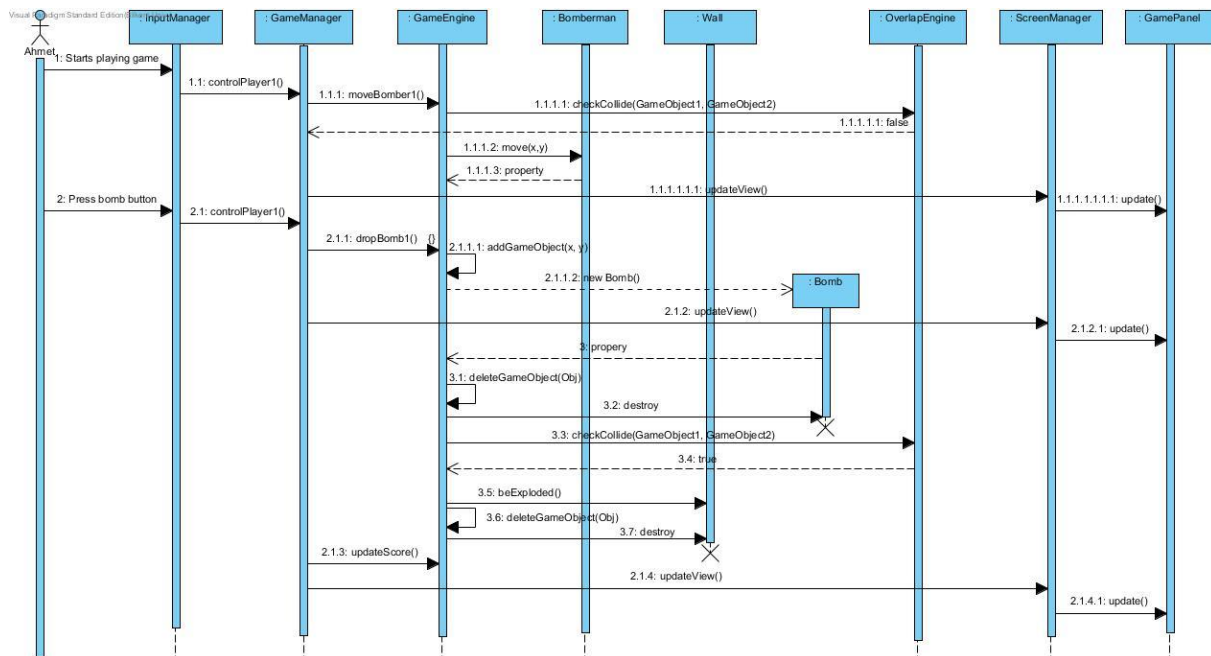 Visual Paradigm Standard Edition
: InputManager
: GameManager
: GameEngine
: Bomberman
: Wall
: OverlapEngine
: ScreenManager
: GamePanel
Ahmet
1: Starts playing game
1.1: controlPlayer1()
1.1.1: moveBomber1()
1.1.1.1: checkCollide(GameObject1, GameObject2)
1.1.1.1.1: false
1.1.1.2: move(x,y)
1.1.1.3: property
1.1.1.1.1.1: updateView()
1.1.1.1.1.1.1: update()
2: Press bomb button
2.1: controlPlayer1()
2.1.1: dropBomb1() {}
2.1.1.1: addGameObject(x, y)
2.1.1.2: new Bomb()
: Bomb
2.1.2: updateView()
2.1.2.1: update()
3: propery
3.1: deleteGameObject(Obj)
3.2: destroy
3.3: checkCollide(GameObject1, GameObject2)
3.4: true
3.5: beExploded()
3.6: deleteGameObject(Obj)
3.7: destroy
2.1.3: updateScore()
2.1.4: updateView()
2.1.4.1: update()